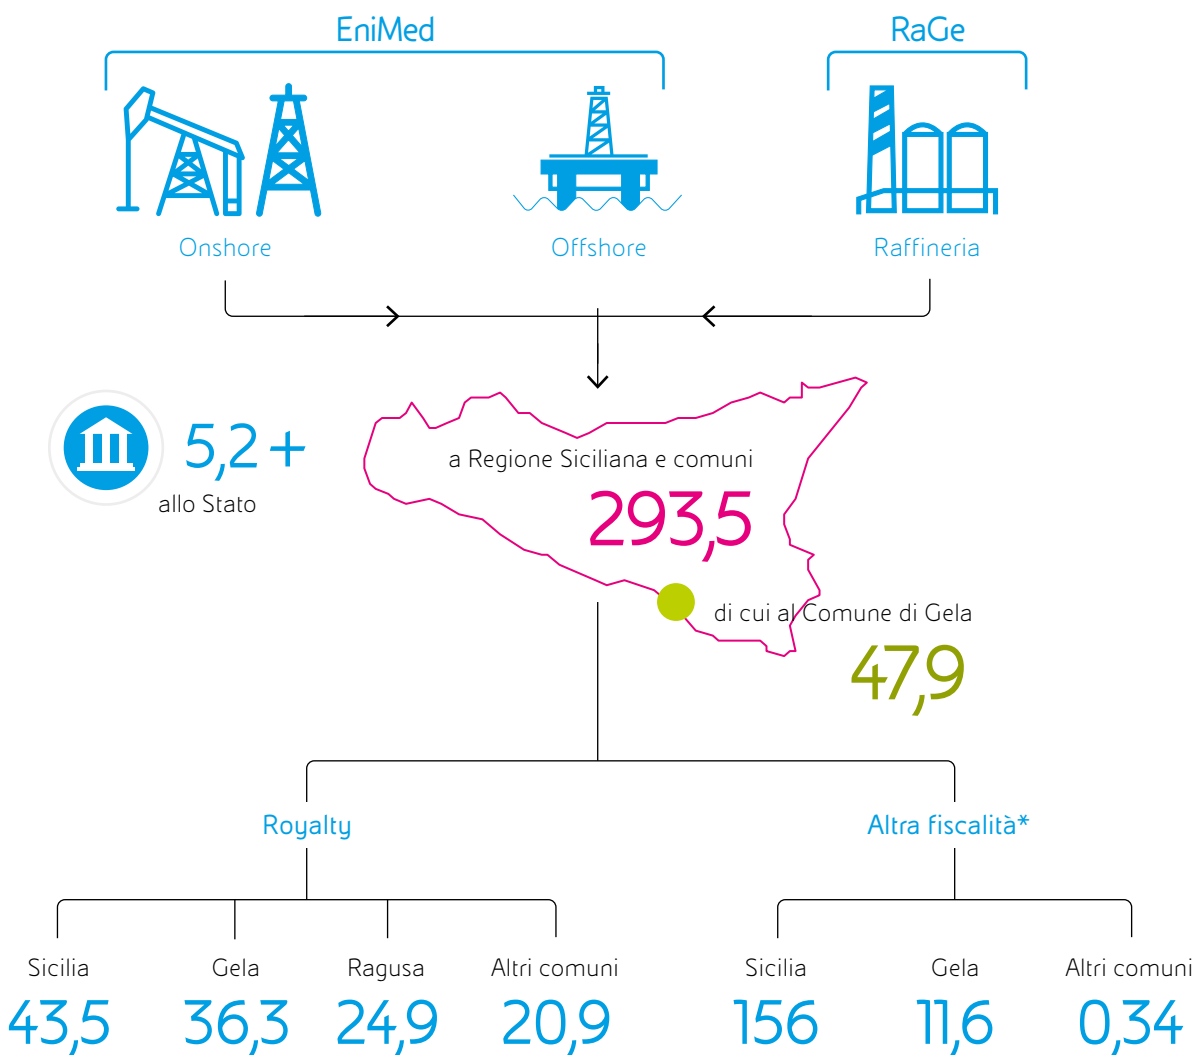 EniMed
RaGe
Onshore
Offshore
Raffineria
5,2 +
allo Stato
a Regione Siciliana e comuni
293,5
di cui al Comune di Gela
47,9
Royalty
Altra fiscalità*
Sicilia
Gela
Ragusa
Altri comuni
Sicilia
Gela
Altri comuni
43,5
36,3
24,9
20,9
156
11,6
0,34